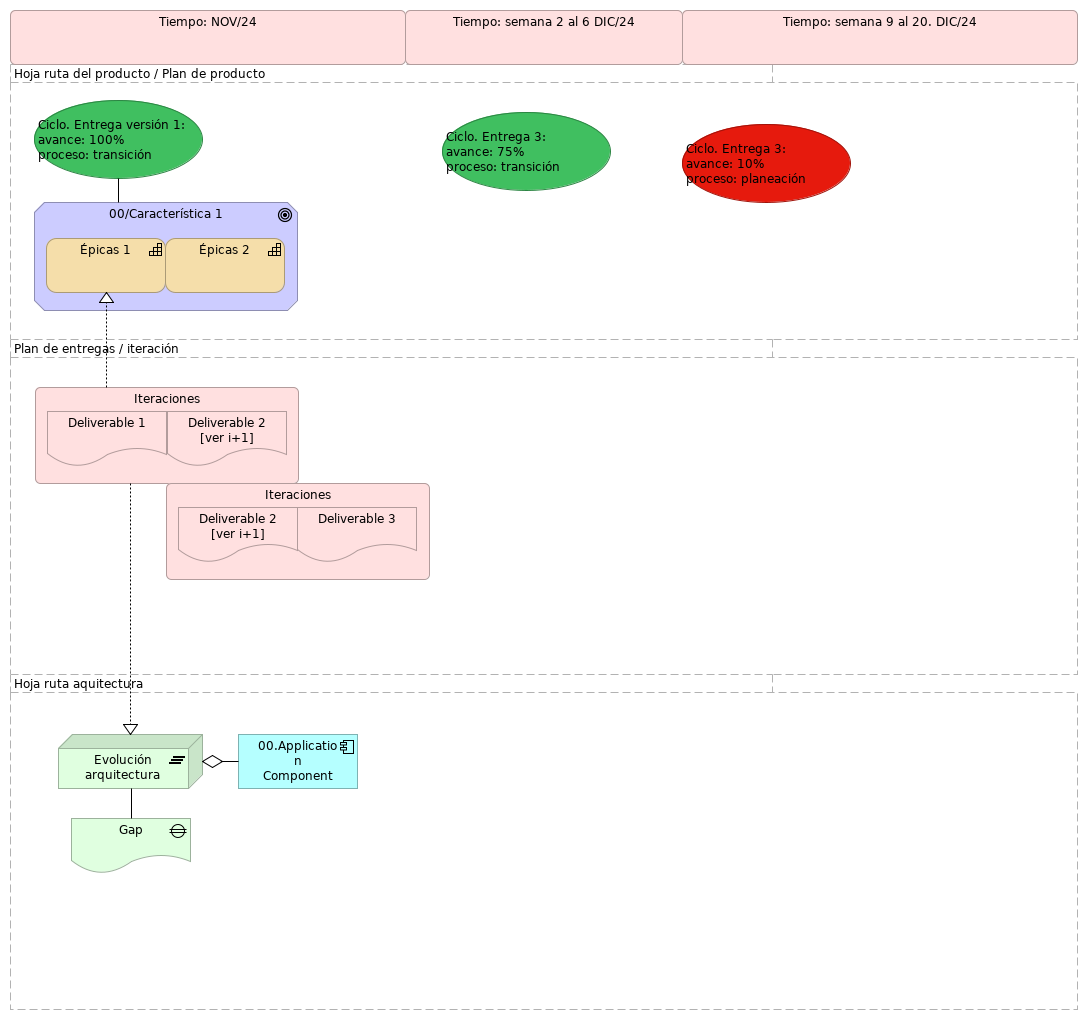 Tiempo: NOV/24
Tiempo: semana 2 al 6 DIC/24
Tiempo: semana 9 al 20. DIC/24
Hoja ruta del producto / Plan de producto
Ciclo. Entrega versión 1:
avance: 100%
proceso: transición
Ciclo. Entrega 3:
avance: 75%
proceso: transición
Ciclo. Entrega 3:
avance: 10%
proceso: planeación
00/Característica 1
Épicas 1
Épicas 2
Plan de entregas / iteración
Iteraciones
Deliverable 1
Deliverable 2
[ver i+1]
Iteraciones
Deliverable 2
[ver i+1]
Deliverable 3
Hoja ruta aquitectura
Evolución
arquitectura
00.Applicatio
n
Component
Gap